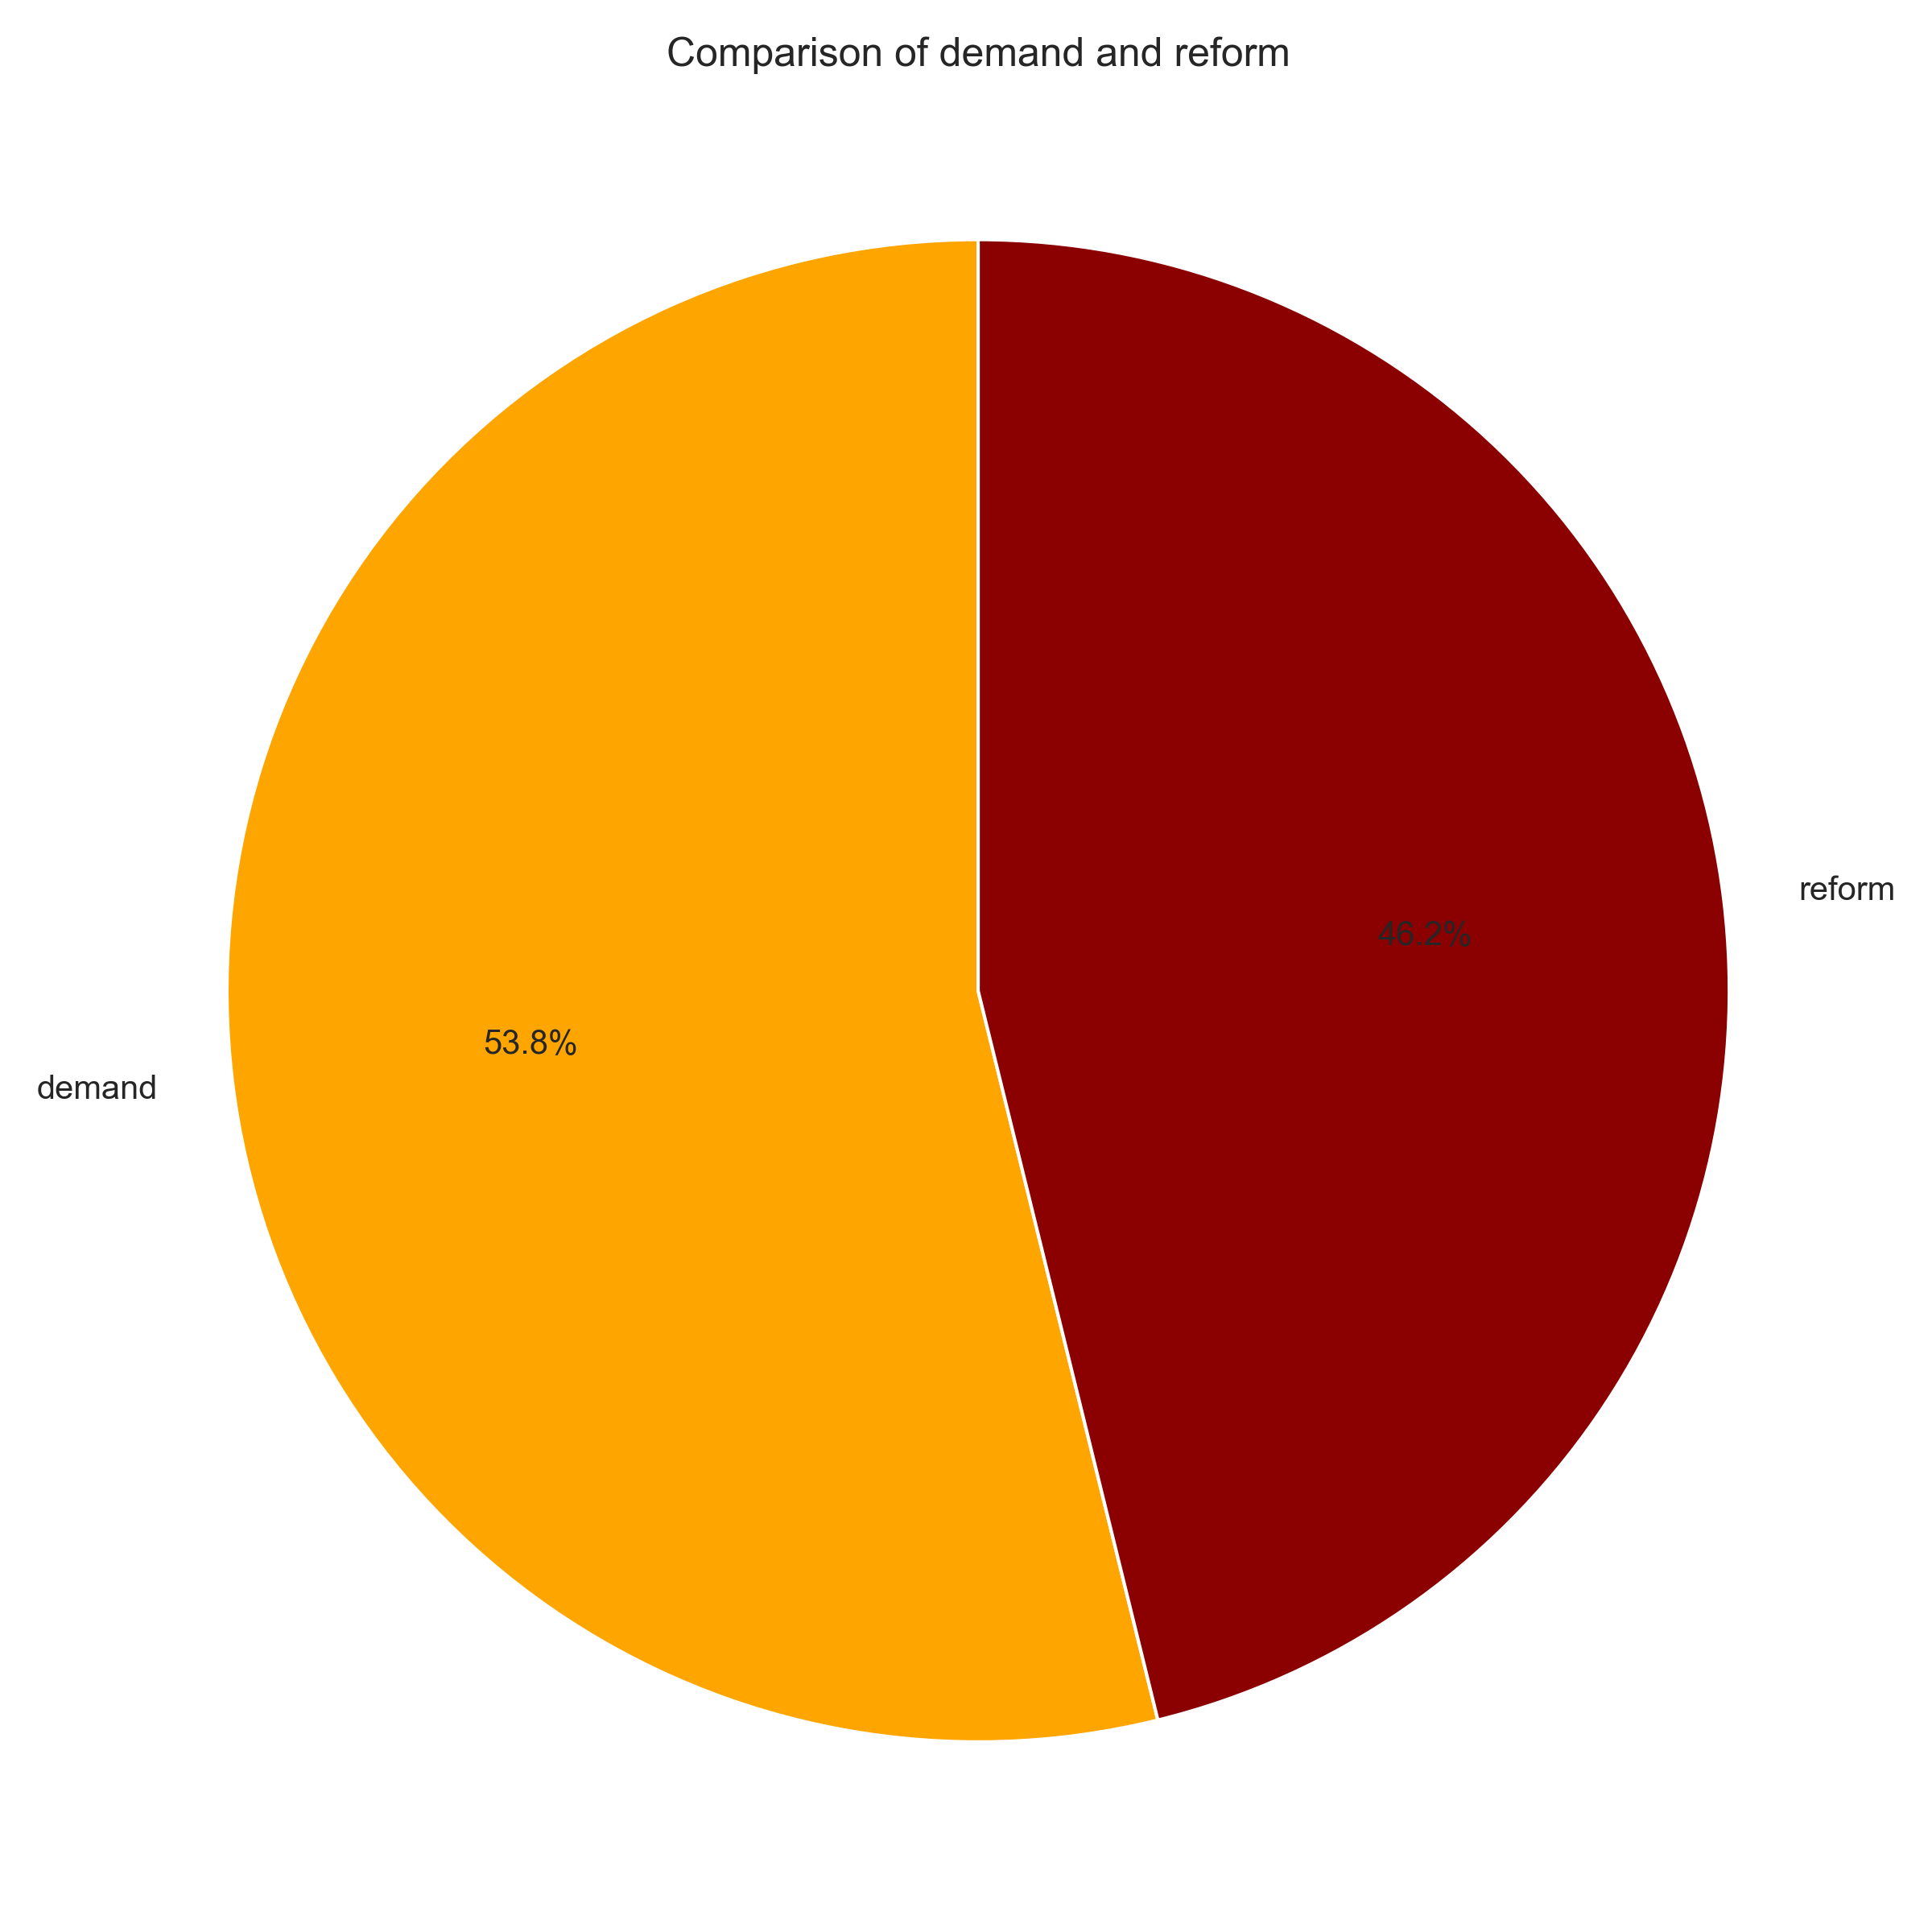 Comparison of demand and reform
reform
46.2%
53.8%
demand